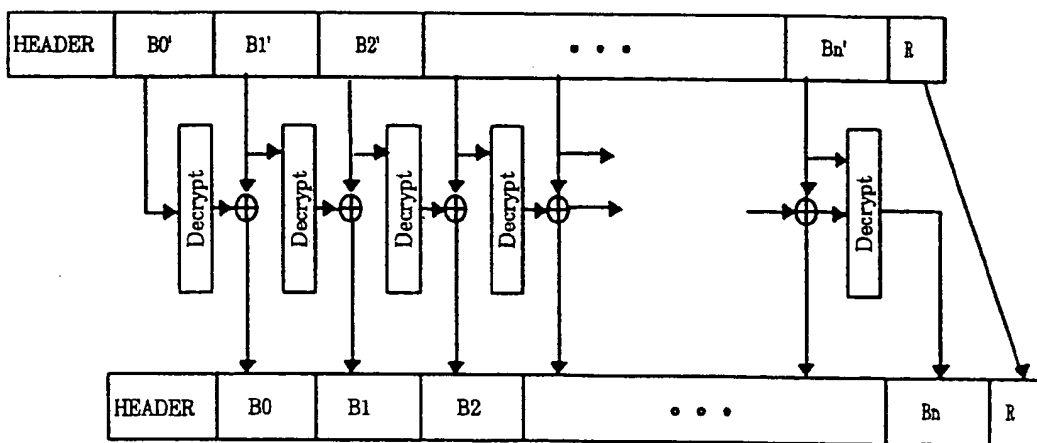 HEADER B0' B1' B2' • • • Bn' R
Decrypt Decrypt Decrypt Decrypt Decrypt
HEADER B0 B1 B2 • • • Bn R